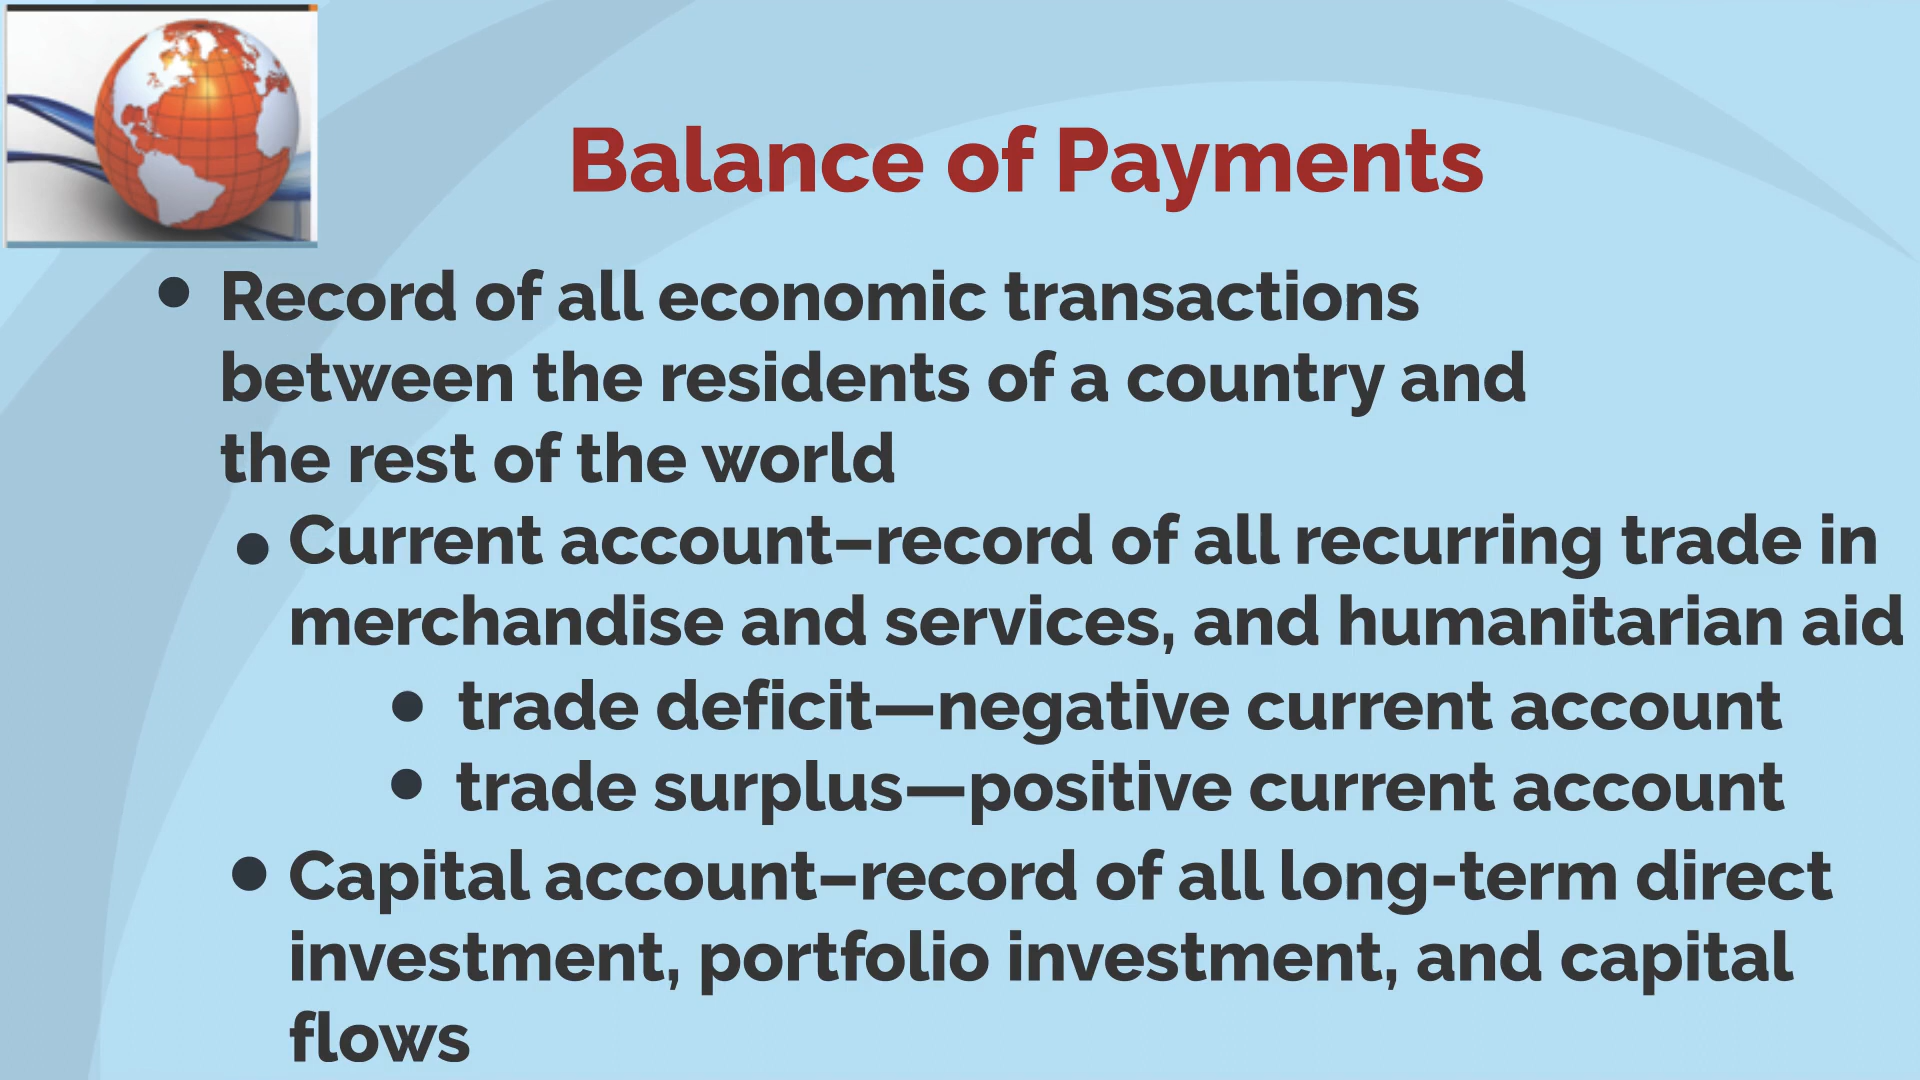 Balance of Payments
● Record of all economic transactions
between the residents of a country and
the rest of the world
● Current account–record of all recurring trade in
merchandise and services, and humanitarian aid
● trade deficit—negative current account
● trade surplus—positive current account
● Capital account–record of all long-term direct
investment, portfolio investment, and capital
flows